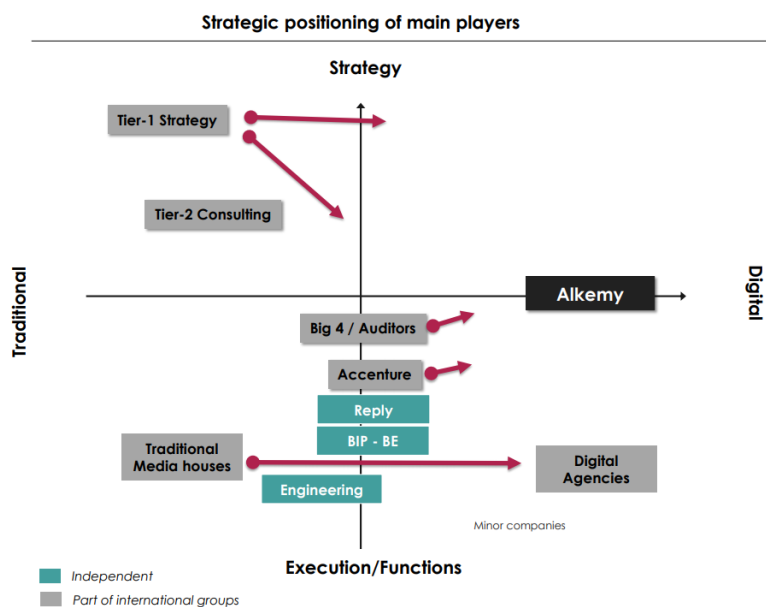 Strategic positioning of main players
Strategy
Tier-1 Strategy
Tier-2 Consulting
Traditional
Digital
Alkemy
Big 4 / Auditors
Accenture
Reply
BIP - BE
Traditional
Media houses
Digital
Agencies
Engineering
Minor companies
Execution/Functions
Independent
Part of international groups